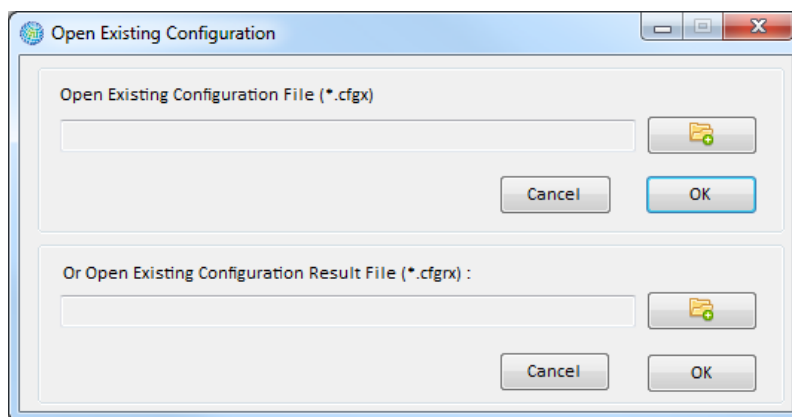 Open Existing Configuration
Open Existing Configuration File (*.cfgx)
Cancel
OK
Or Open Existing Configuration Result File (*.cfgrx) :
Cancel
OK